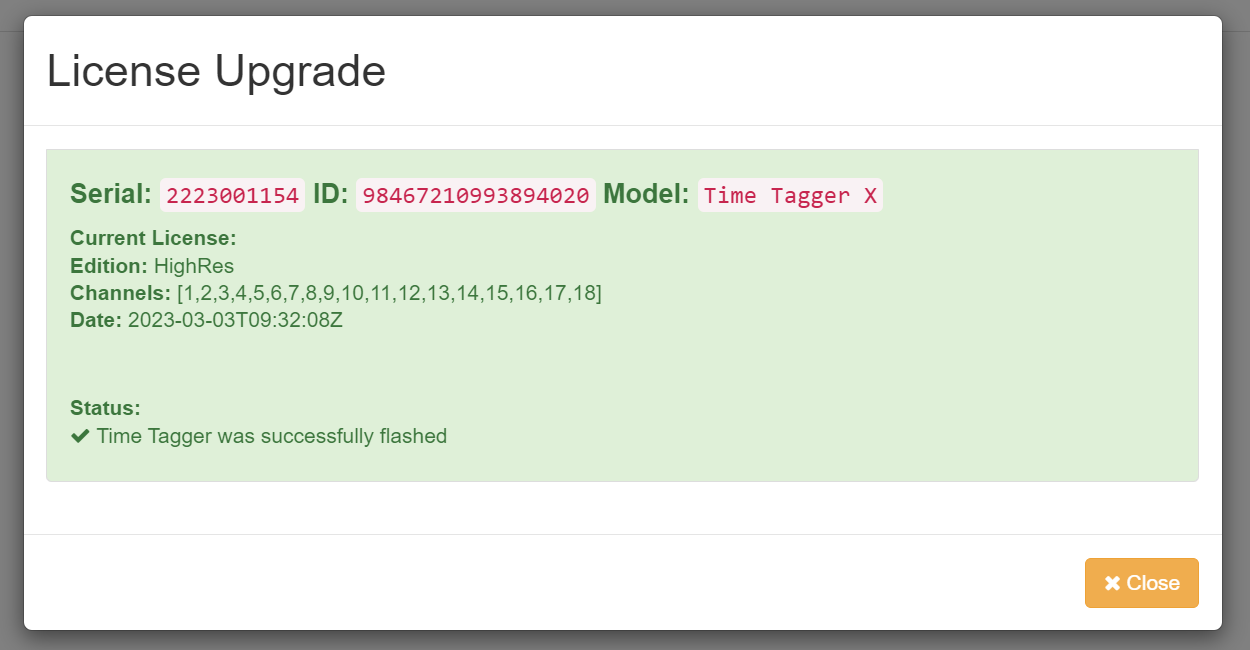 License Upgrade
Serial: 2223001154 ID: 98467210993894020 Model: Time Tagger X
Current License:
Edition: HighRes
Channels: [1,2,3,4,5,6,7,8,9,10,11,12,13,14,15,16,17,18]
Date: 2023-03-03T09:32:08Z
Status:
✔ Time Tagger was successfully flashed
✖ Close